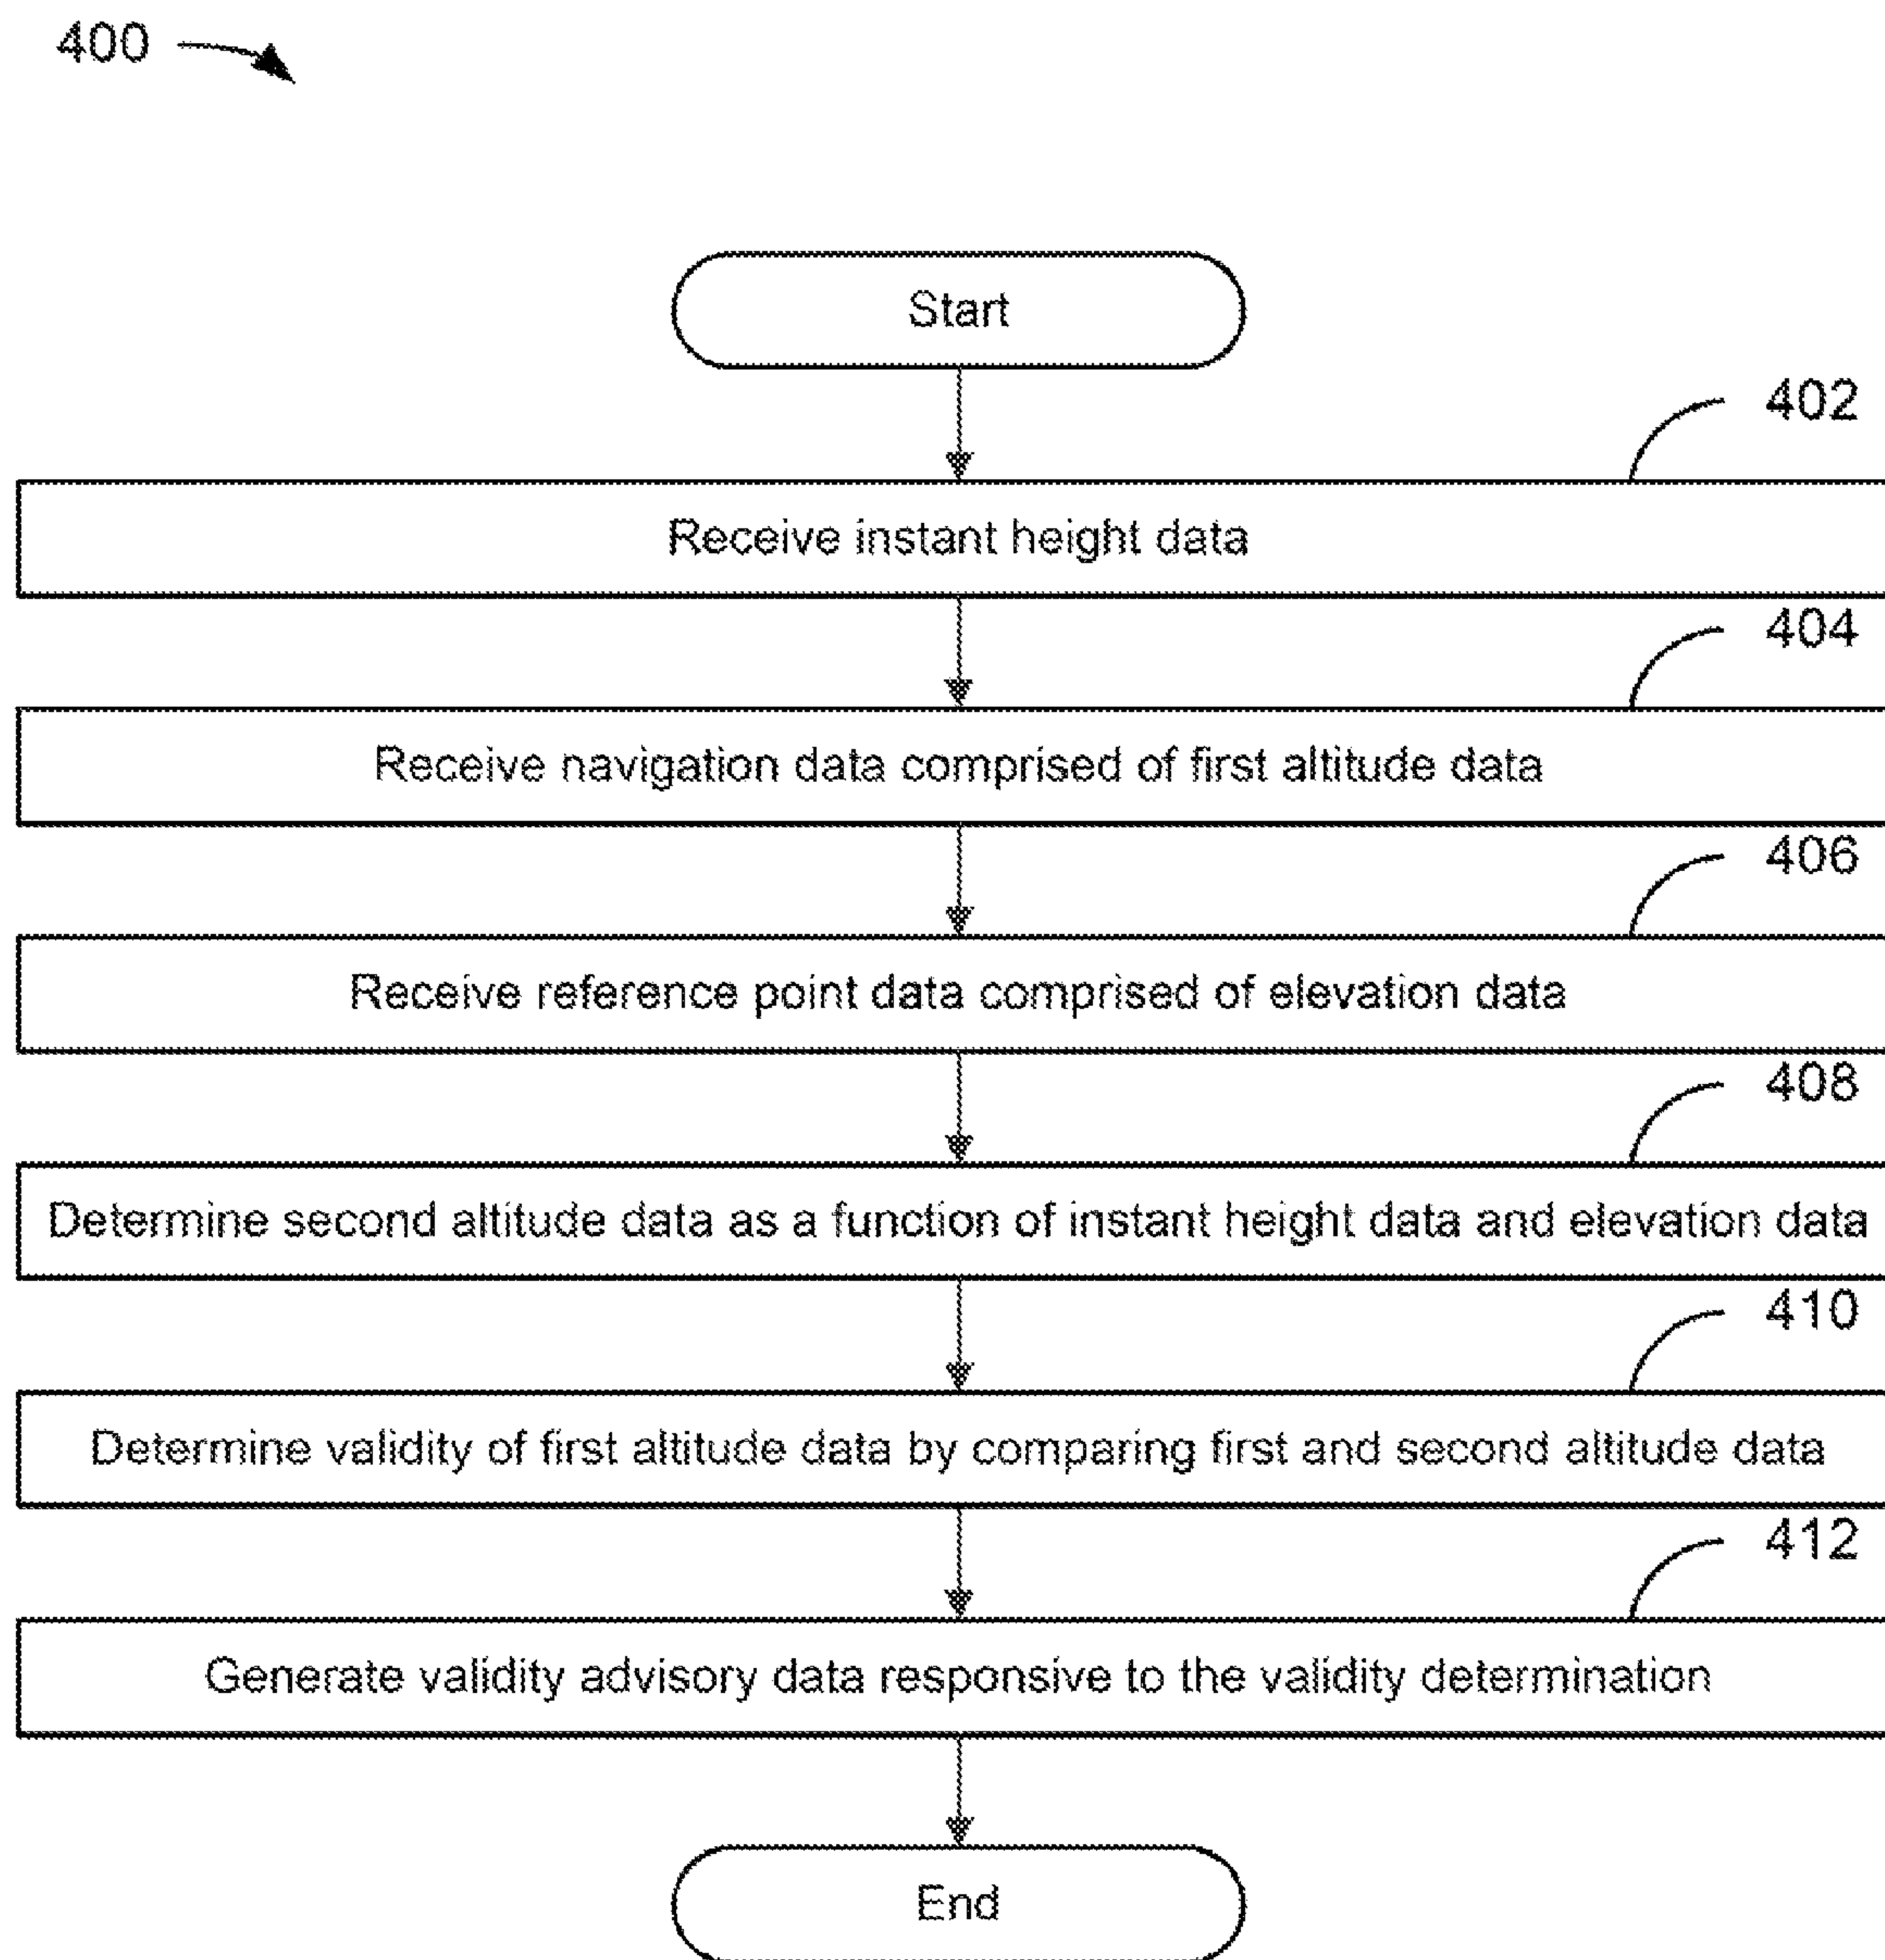 400
Start
402
Receive instant height data
404
Receive navigation data comprised of first altitude data
406
Receive reference point data comprised of elevation data
408
Determine second altitude data as a function of instant height data and elevation data
410
Determine validity of first altitude data by comparing first and second altitude data
412
Generate validity advisory data responsive to the validity determination
End